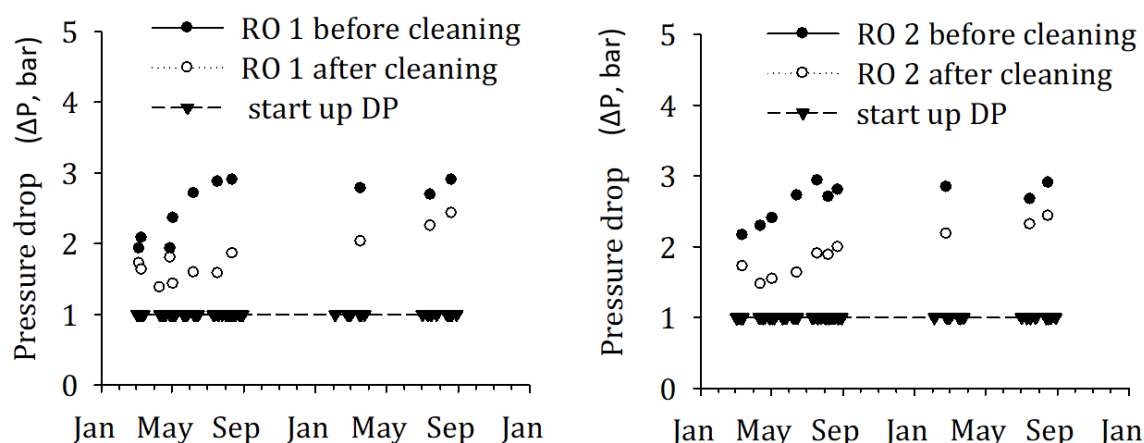 Pressure drop (ΔP, bar)
5
4
3
2
1
0
RO 1 before cleaning
RO 1 after cleaning
start up DP
Jan May Sep Jan May Sep Jan
Pressure drop (ΔP, bar)
5
4
3
2
1
0
RO 2 before cleaning
RO 2 after cleaning
start up DP
Jan May Sep Jan May Sep Jan